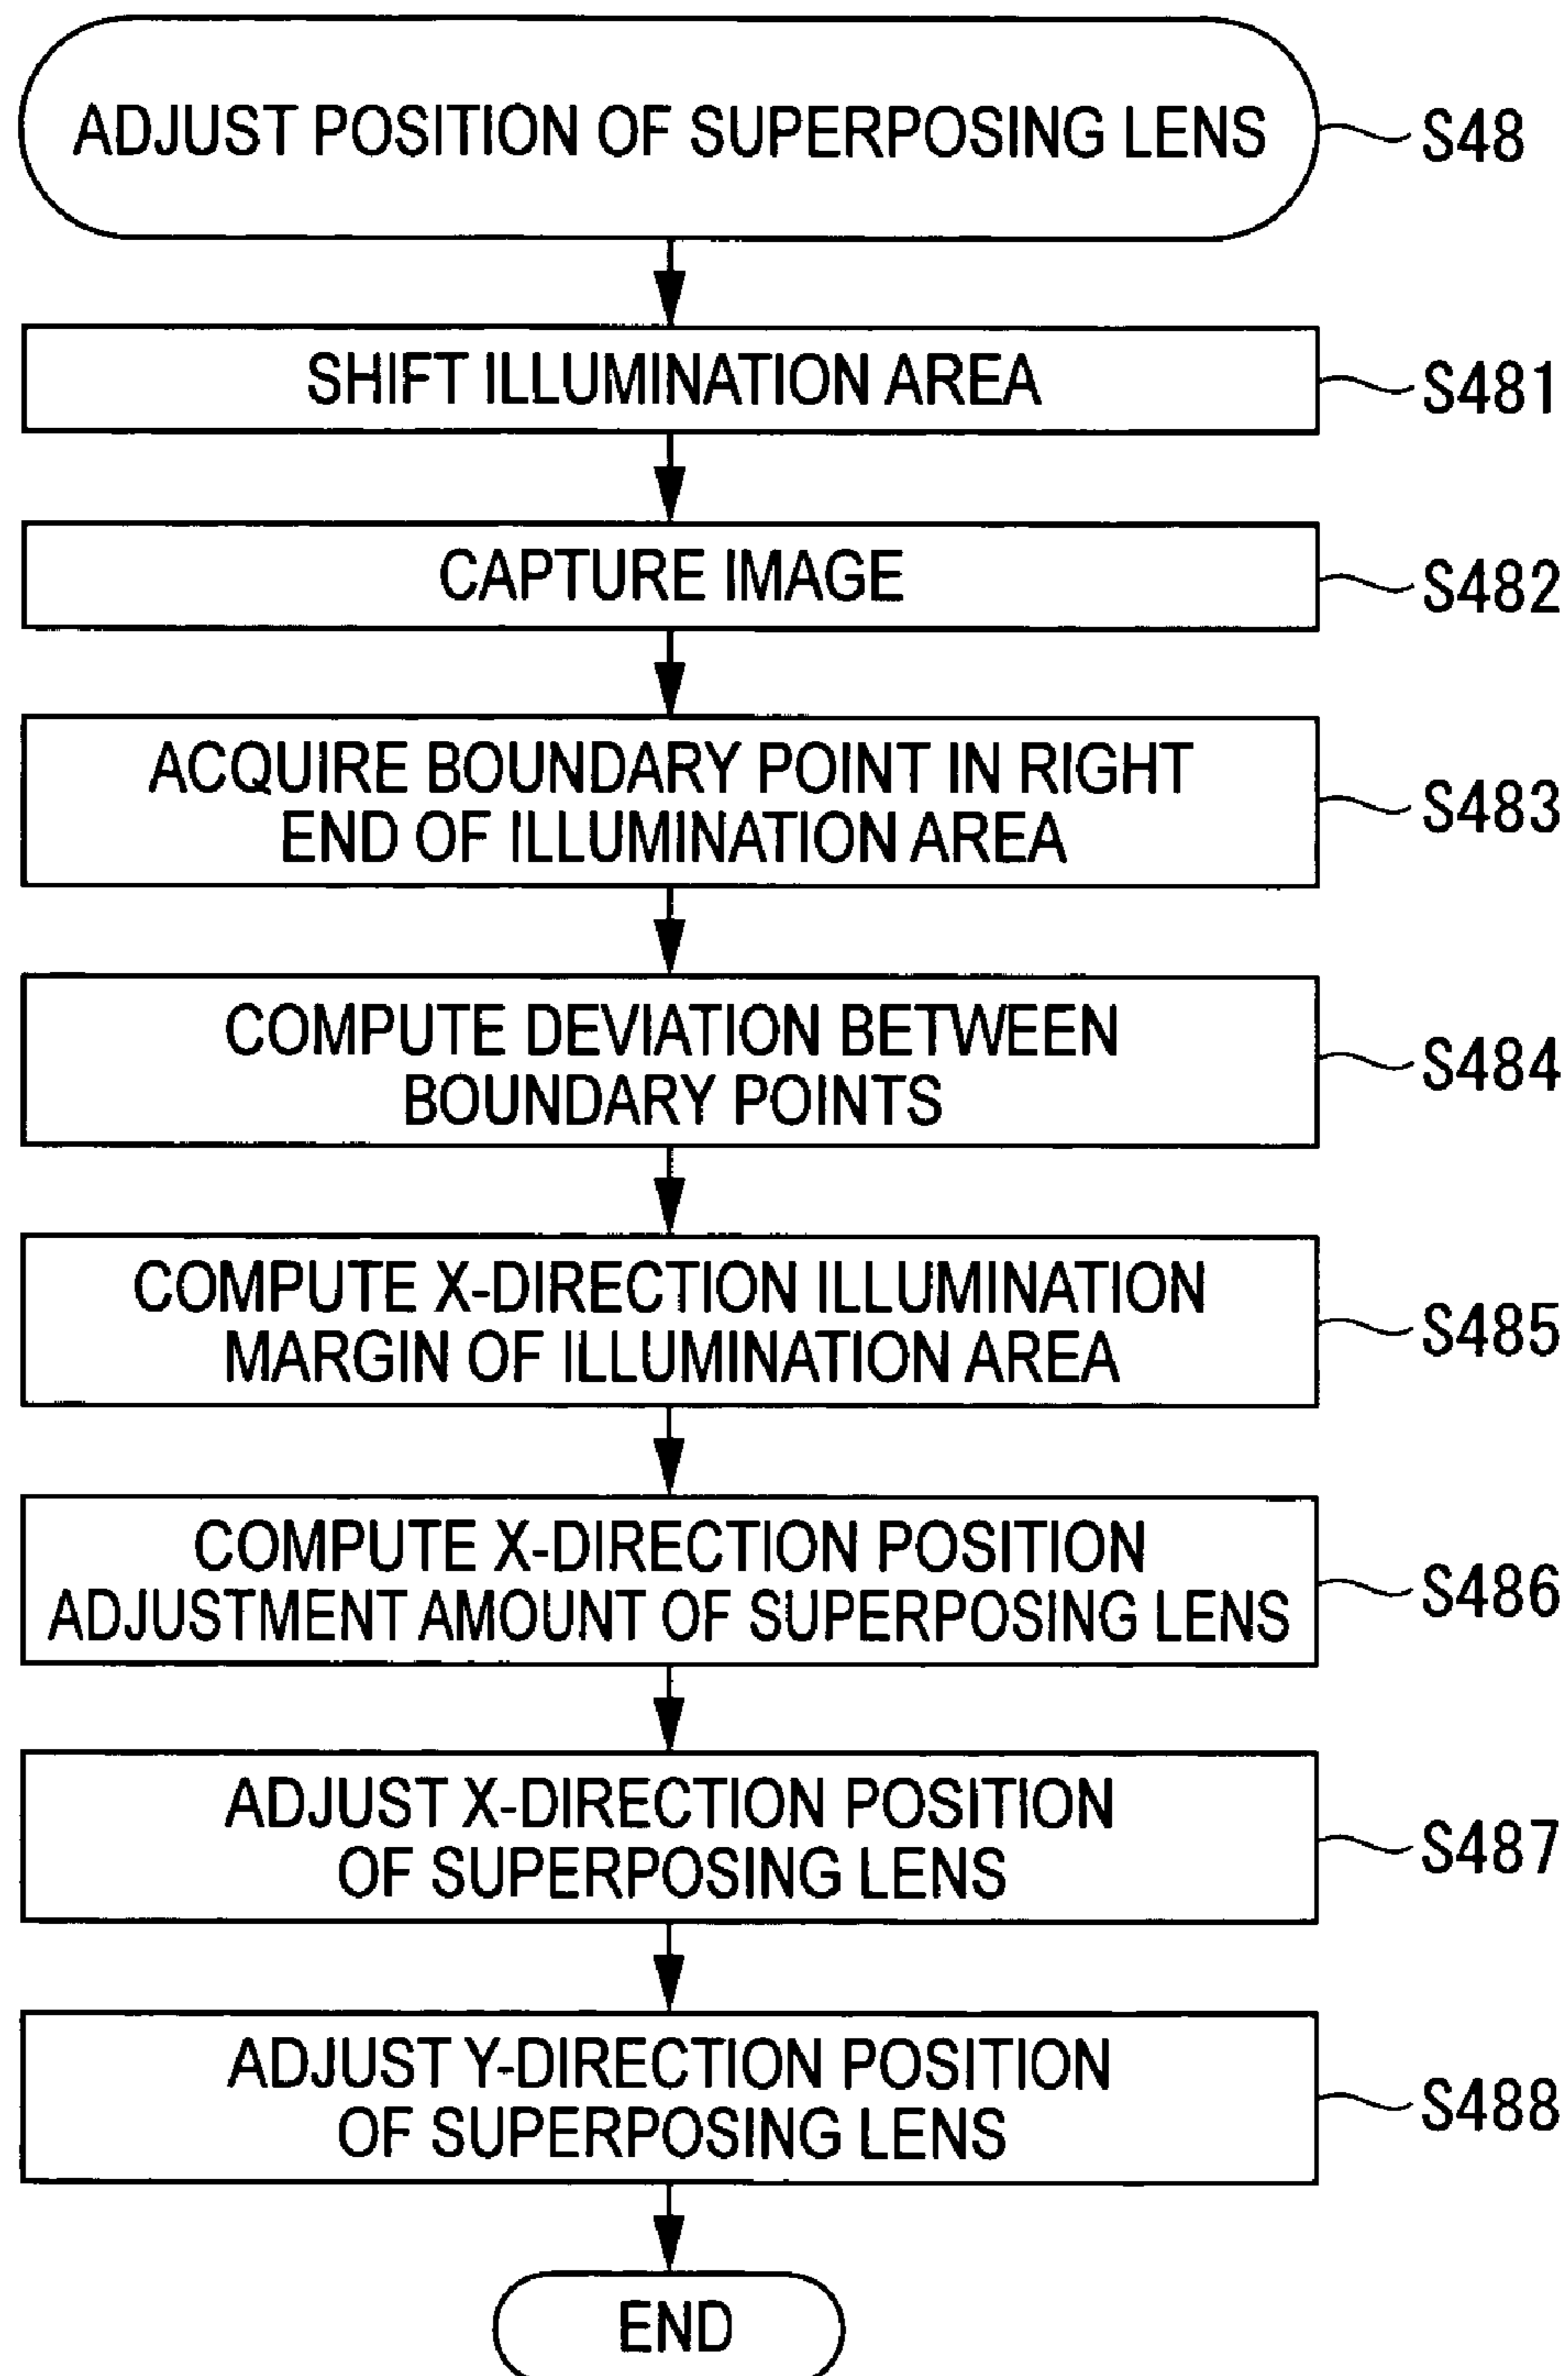 ADJUST POSITION OF SUPERPOSING LENS
S48
SHIFT ILLUMINATION AREA
S481
CAPTURE IMAGE
S482
ACQUIRE BOUNDARY POINT IN RIGHT
END OF ILLUMINATION AREA
S483
COMPUTE DEVIATION BETWEEN
BOUNDARY POINTS
S484
COMPUTE X-DIRECTION ILLUMINATION
MARGIN OF ILLUMINATION AREA
S485
COMPUTE X-DIRECTION POSITION
ADJUSTMENT AMOUNT OF SUPERPOSING LENS
S486
ADJUST X-DIRECTION POSITION
OF SUPERPOSING LENS
S487
ADJUST Y-DIRECTION POSITION
OF SUPERPOSING LENS
S488
END